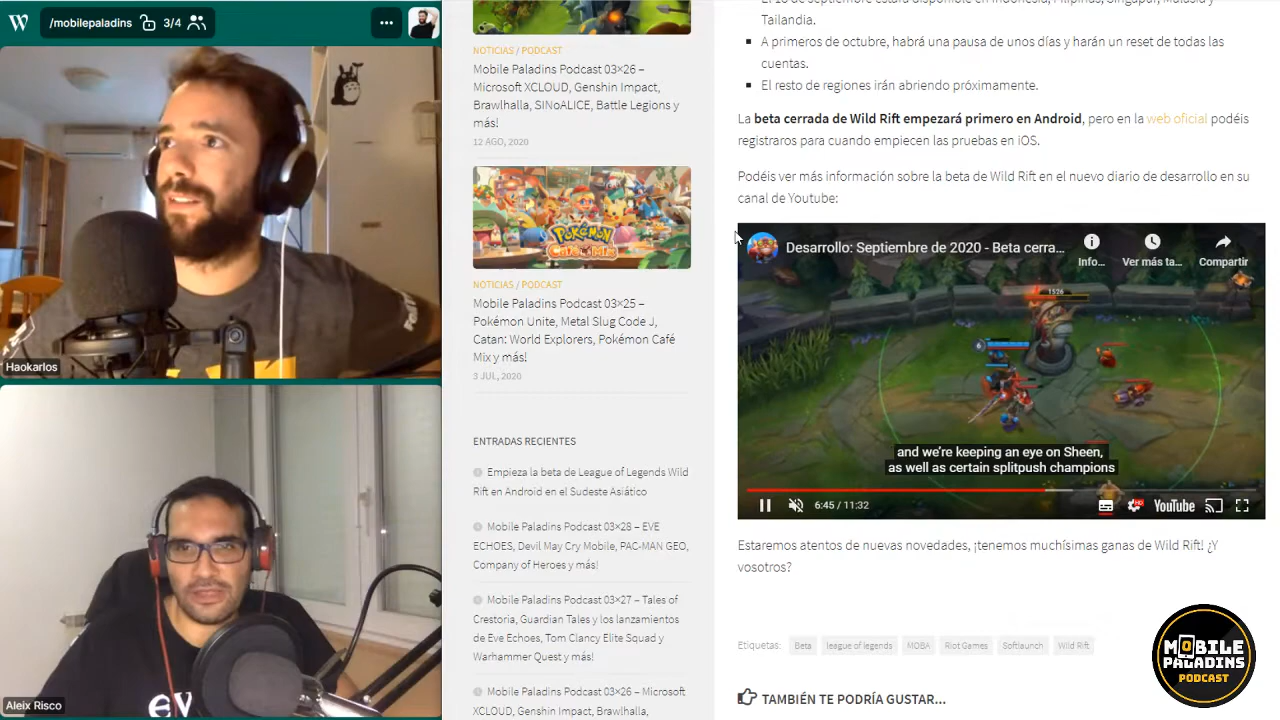 /mobilepaladins 3/4
Haokarlos
Aleix Risco
ev
NOTICIAS / PODCAST
Mobile Paladins Podcast 03×26 –
Microsoft XCLOUD, Genshin Impact,
Brawlhalla, SINoALICE, Battle Legions y
más!
12 AGO, 2020
POKÉMON
Café Mix
NOTICIAS / PODCAST
Mobile Paladins Podcast 03×25 –
Pokémon Unite, Metal Slug Code J,
Catan: World Explorers, Pokémon Café
Mix y más!
3 JUL, 2020
ENTRADAS RECIENTES
Empieza la beta de League of Legends Wild
Rift en Android en el Sudeste Asiático
Mobile Paladins Podcast 03×28 – EVE
ECHOES, Devil May Cry Mobile, PAC-MAN GEO,
Company of Heroes y más!
Mobile Paladins Podcast 03×27 – Tales of
Crestoria, Guardian Tales y los lanzamientos
de Eve Echoes, Tom Clancy Elite Squad y
Warhammer Quest y más!
Mobile Paladins Podcast 03×26 – Microsoft
XCLOUD, Genshin Impact, Brawlhalla,
Tailandia.
A primeros de octubre, habrá una pausa de unos días y harán un reset de todas las
cuentas.
El resto de regiones irán abriendo próximamente.
La beta cerrada de Wild Rift empezará primero en Android, pero en la web oficial podéis
registraros para cuando empiecen las pruebas en iOS.
Podéis ver más información sobre la beta de Wild Rift en el nuevo diario de desarrollo en su
canal de Youtube:
Desarrollo: Septiembre de 2020 - Beta cerra...
Info...
Ver más ta...
Compartir
1526
and we're keeping an eye on Sheen,
as well as certain splitpush champions
6:45 / 11:32
HD
YouTube
Estaremos atentos de nuevas novedades, ¡tenemos muchísimas ganas de Wild Rift! ¿Y
vosotros?
Etiquetas: Beta league of legends MOBA Riot Games Softlaunch Wild Rift
TAMBIÉN TE PODRÍA GUSTAR...
MOBILE
PALADINS
PODCAST